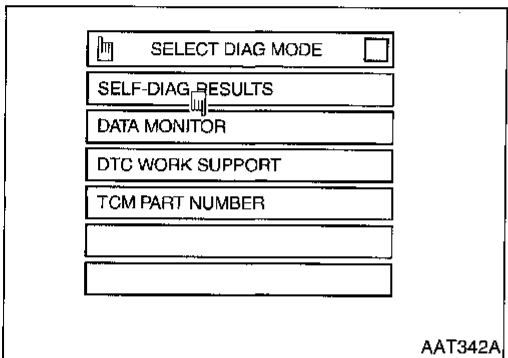 SELECT DIAG MODE
SELF-DIAG RESULTS
DATA MONITOR
DTC WORK SUPPORT
TCM PART NUMBER
AAT342A